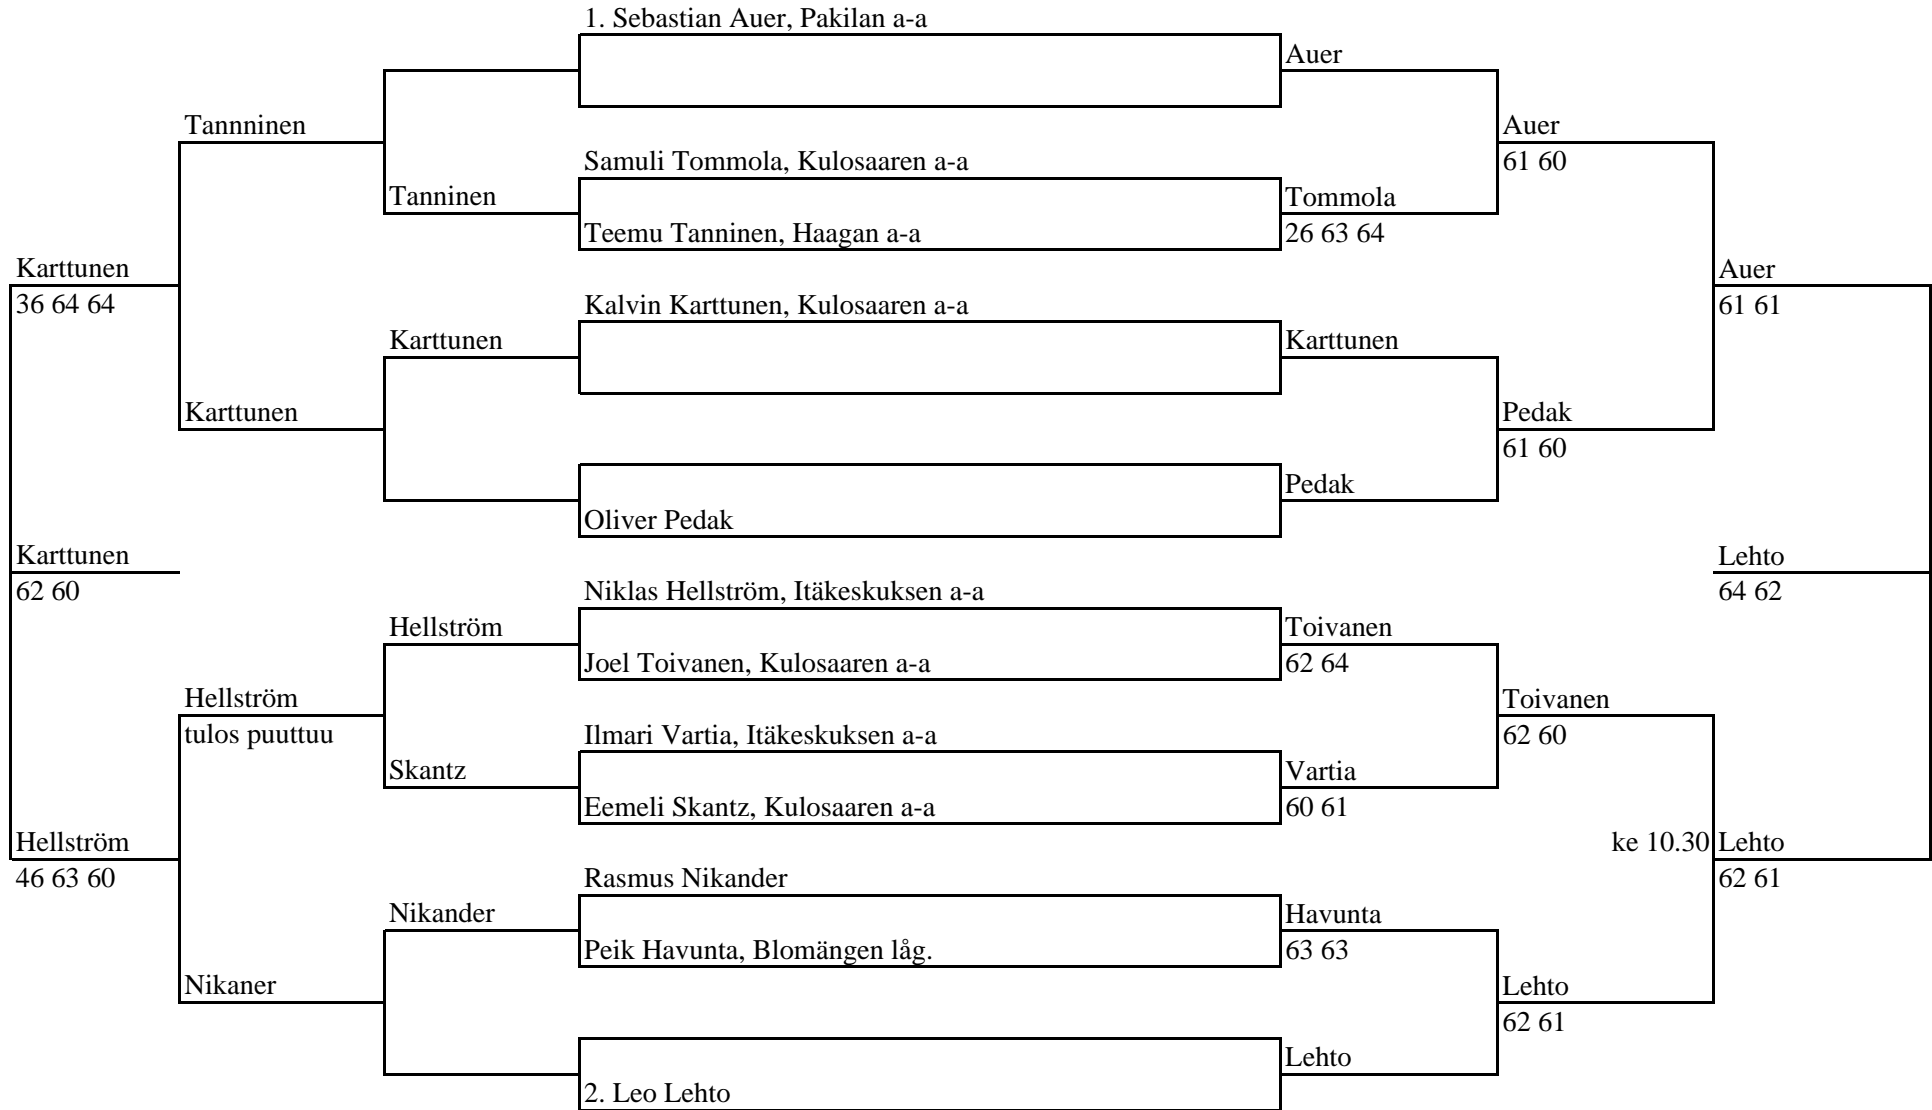 1. Sebastian Auer, Pakilan a-a
Auer
Tannninen
Auer
Samuli Tommola, Kulosaaren a-a
61 60
Tanninen
Tommola
Teemu Tanninen, Haagan a-a
26 63 64
Karttunen
Auer
36 64 64
Kalvin Karttunen, Kulosaaren a-a
61 61
Karttunen
Karttunen
Karttunen
Pedak
61 60
Pedak
Oliver Pedak
Karttunen
Lehto
62 60
Niklas Hellström, Itäkeskuksen a-a
64 62
Hellström
Toivanen
Joel Toivanen, Kulosaaren a-a
62 64
Hellström
Toivanen
tulos puuttuu
Ilmari Vartia, Itäkeskuksen a-a
62 60
Skantz
Vartia
Eemeli Skantz, Kulosaaren a-a
60 61
Hellström
ke 10.30 Lehto
46 63 60
Rasmus Nikander
62 61
Nikander
Havunta
Peik Havunta, Blomängen låg.
63 63
Nikaner
Lehto
62 61
Lehto
2. Leo Lehto